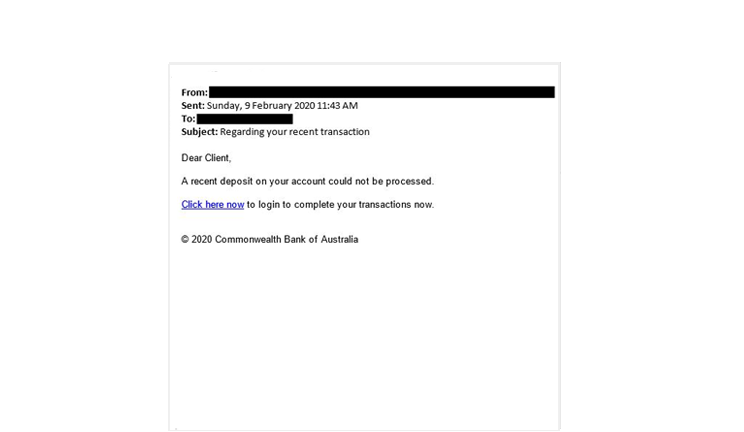 From:
Sent: Sunday, 9 February 2020 11:43 AM
To:
Subject: Regarding your recent transaction
Dear Client,
A recent deposit on your account could not be processed.
Click here now to login to complete your transactions now.
© 2020 Commonwealth Bank of Australia